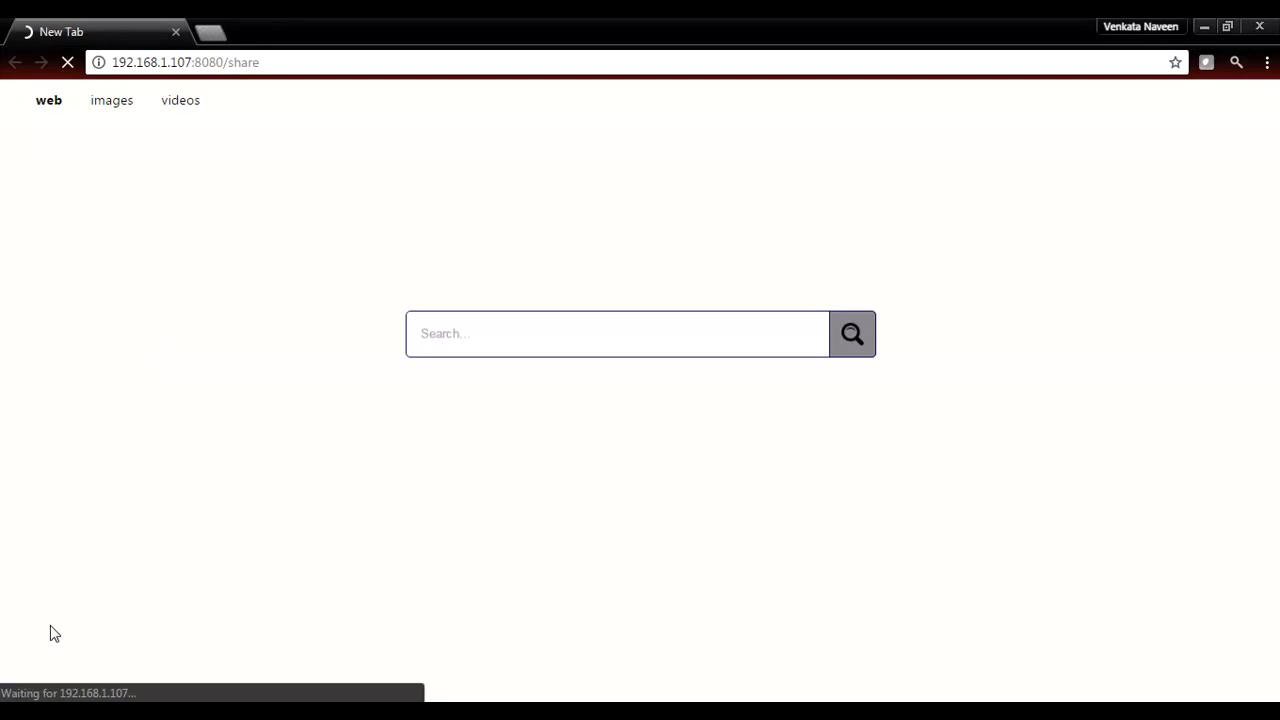 New Tab
Venkata Naveen
192.168.1.107:8080/share
web images videos
Search...
Waiting for 192.168.1.107...